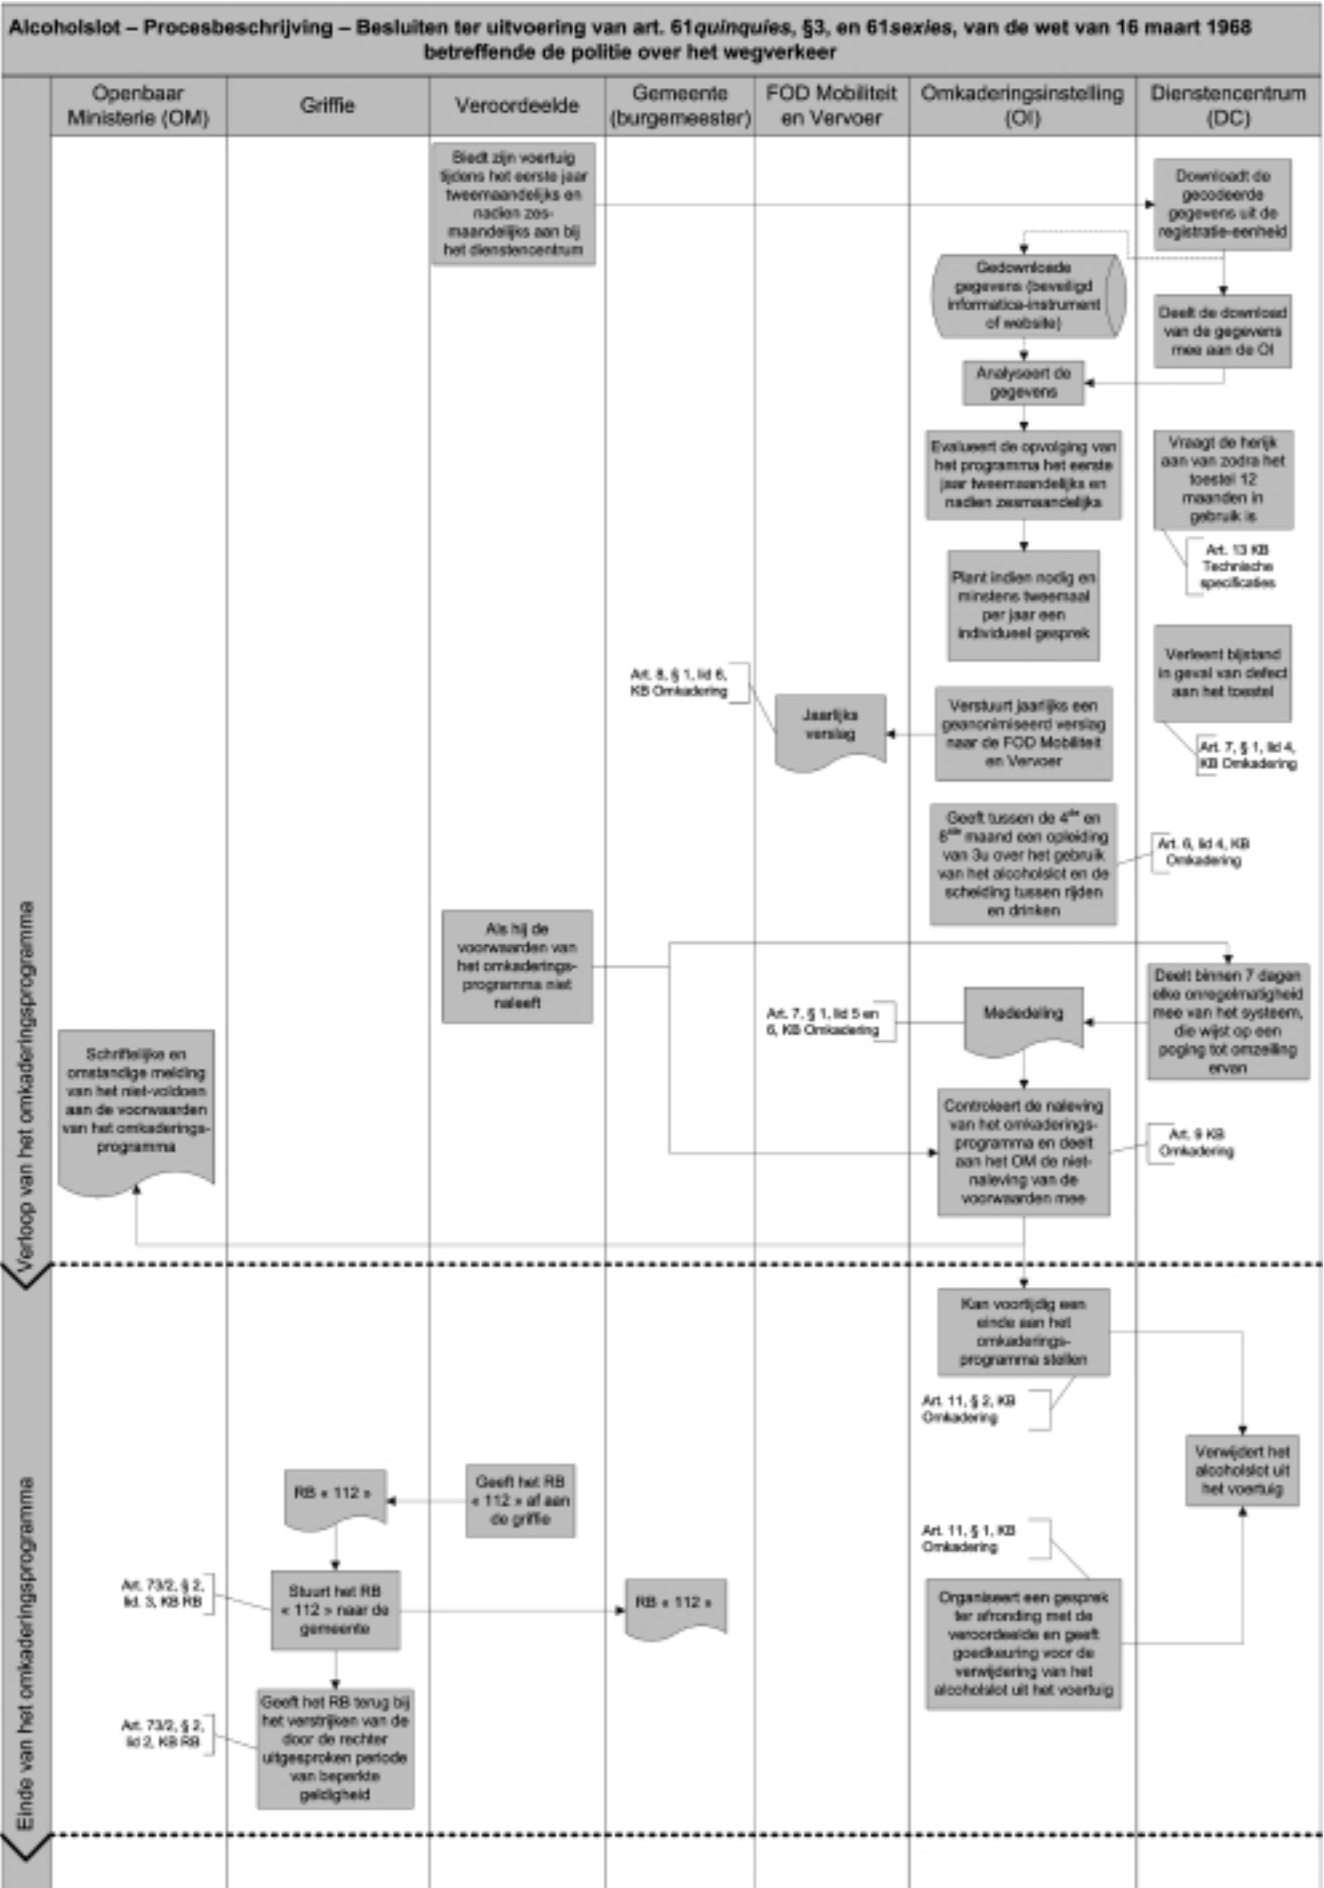 Alcoholslot – Procesbeschrijving – Besluiten ter uitvoering van art. 61quinquies, §3, en 61sexies, van de wet van 16 maart 1968
betreffende de politie over het wegverkeer
Openbaar
Ministerie (OM)
Griffie
Veroordeelde
Gemeente
(burgemeester)
FOD Mobiliteit
en Vervoer
Omkaderingsinstelling
(OI)
Dienstencentrum
(DC)
Verloop van het omkaderingsprogramma
Biedt zijn voertuig
tijdens het eerste jaar
tweemaandelijks en
nadien zes-
maandelijks aan bij
het dienstencentrum
Downloadt de
gecodeerde
gegevens uit de
registratie-eenheid
Gedownloade
gegevens (beveiligd
informatica-instrument
of website)
Deelt de download
van de gegevens
mee aan de OI
Analyseert de
gegevens
Evalueert de opvolging van
het programma het eerste
jaar tweemaandelijks en
nadien zesmaandelijks
Vraagt de herijk
aan van zodra het
toestel 12
maanden in
gebruik is
Art. 13 KB
Technische
specificaties
Plant indien nodig en
minstens tweemaal
per jaar een
individueel gesprek
Verleent bijstand
in geval van defect
aan het toestel
Art. 7, § 1, lid 4,
KB Omkadering
Art. 8, § 1, lid 6,
KB Omkadering
Jaarlijks
verslag
Verstuurt jaarlijks een
geanonimiseerd verslag
naar de FOD Mobiliteit
en Vervoer
Geeft tussen de 4de en
8ste maand een opleiding
van 3u over het gebruik
van het alcoholslot en de
scheiding tussen rijden
en drinken
Art. 6, lid 4, KB
Omkadering
Als hij de
voorwaarden van
het omkaderings-
programma niet
naleeft
Deelt binnen 7 dagen
elke onregelmatigheid
mee van het systeem,
die wijst op een
poging tot omzeiling
ervan
Mededeling
Art. 7, § 1, lid 5 en
6, KB Omkadering
Schriftelijke en
omstandige melding
van het niet-voldoen
aan de voorwaarden
van het omkaderings-
programma
Controleert de naleving
van het omkaderings-
programma en deelt
aan het OM de niet-
naleving van de
voorwaarden mee
Art. 9 KB
Omkadering
Einde van het omkaderingsprogramma
Kan voortijdig een
einde aan het
omkaderings-
programma stellen
Art. 11, § 2, KB
Omkadering
Verwijdert het
alcoholslot uit
het voertuig
Geeft het RB
« 112 » af aan
de griffie
RB « 112 »
Art. 11, § 1, KB
Omkadering
Art. 73/2, § 2,
lid. 3, KB RB
Stuurt het RB
« 112 » naar de
gemeente
RB « 112 »
Organiseert een gesprek
ter afronding met de
veroordeelde en geeft
goedkeuring voor de
verwijdering van het
alcoholslot uit het voertuig
Art. 73/2, § 2,
lid 2, KB RB
Geeft het RB terug bij
het verstrijken van de
door de rechter
uitgesproken periode
van beperkte
geldigheid